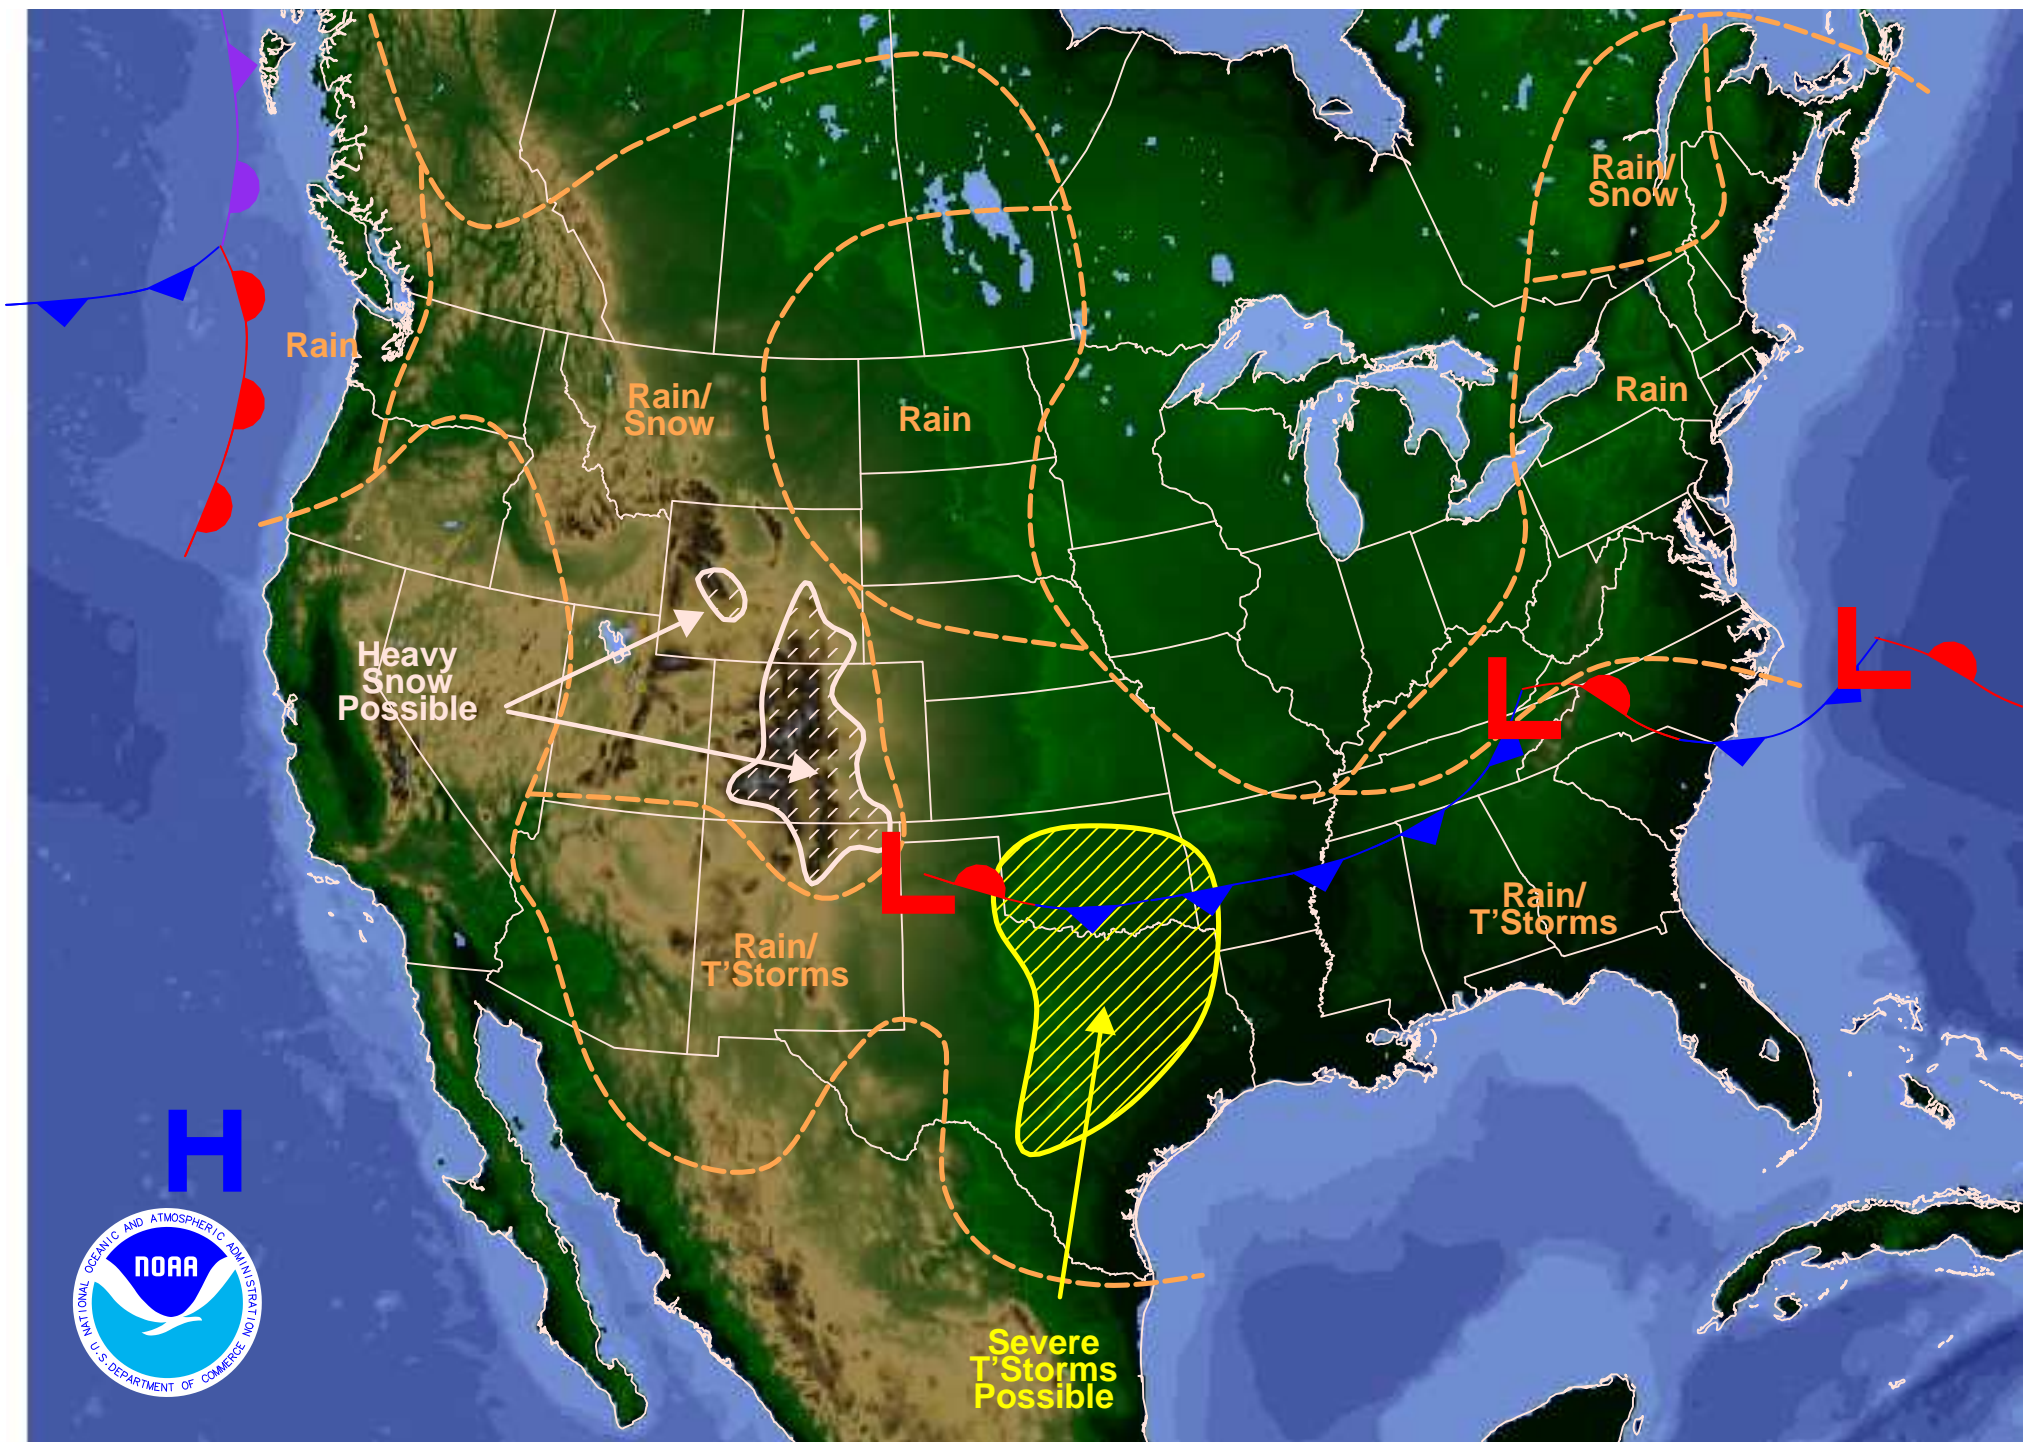 Rain/
Snow
Rain
Rain/
Snow
Rain
Rain
Heavy
Snow
Possible
L
L
L
Rain/
T'Storms
Rain/
T'Storms
H
NATIONAL OCEANIC AND ATMOSPHERIC ADMINISTRATION
NOAA
U.S. DEPARTMENT OF COMMERCE
Severe
T'Storms
Possible